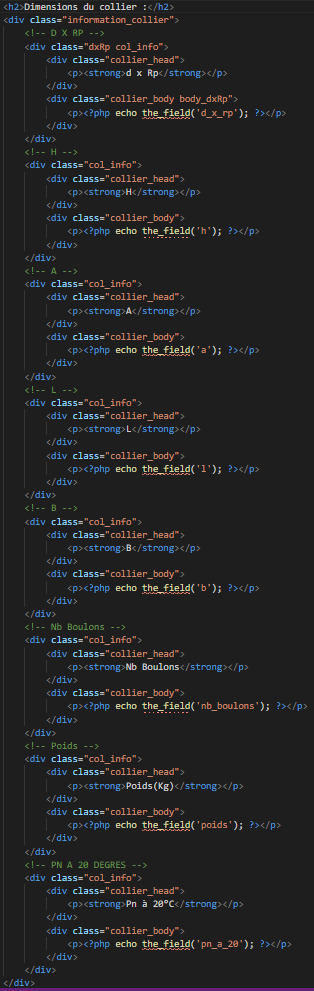 <h2>Dimensions du collier :</h2>
<div class="information_collier">
<!-- D X RP -->
<div class="dxRp col_info">
<div class="collier_head">
<p><strong>d x Rp</strong></p>
</div>
<div class="collier_body body_dxRp">
<p><?php echo the_field('d_x_rp'); ?></p>
</div>
</div>
<!-- H -->
<div class="col_info">
<div class="collier_head">
<p><strong>H</strong></p>
</div>
<div class="collier_body">
<p><?php echo the_field('h'); ?></p>
</div>
</div>
<!-- A -->
<div class="col_info">
<div class="collier_head">
<p><strong>A</strong></p>
</div>
<div class="collier_body">
<p><?php echo the_field('a'); ?></p>
</div>
</div>
<!-- L -->
<div class="col_info">
<div class="collier_head">
<p><strong>L</strong></p>
</div>
<div class="collier_body">
<p><?php echo the_field('l'); ?></p>
</div>
</div>
<!-- B -->
<div class="col_info">
<div class="collier_head">
<p><strong>B</strong></p>
</div>
<div class="collier_body">
<p><?php echo the_field('b'); ?></p>
</div>
</div>
<!-- Nb Boulons -->
<div class="col_info">
<div class="collier_head">
<p><strong>Nb Boulons</strong></p>
</div>
<div class="collier_body">
<p><?php echo the_field('nb_boulons'); ?></p>
</div>
</div>
<!-- Poids -->
<div class="col_info">
<div class="collier_head">
<p><strong>Poids(Kg)</strong></p>
</div>
<div class="collier_body">
<p><?php echo the_field('poids'); ?></p>
</div>
</div>
<!-- PN A 20 DEGRES -->
<div class="col_info">
<div class="collier_head">
<p><strong>Pn à 20°C</strong></p>
</div>
<div class="collier_body">
<p><?php echo the_field('pn_a_20'); ?></p>
</div>
</div>
</div>